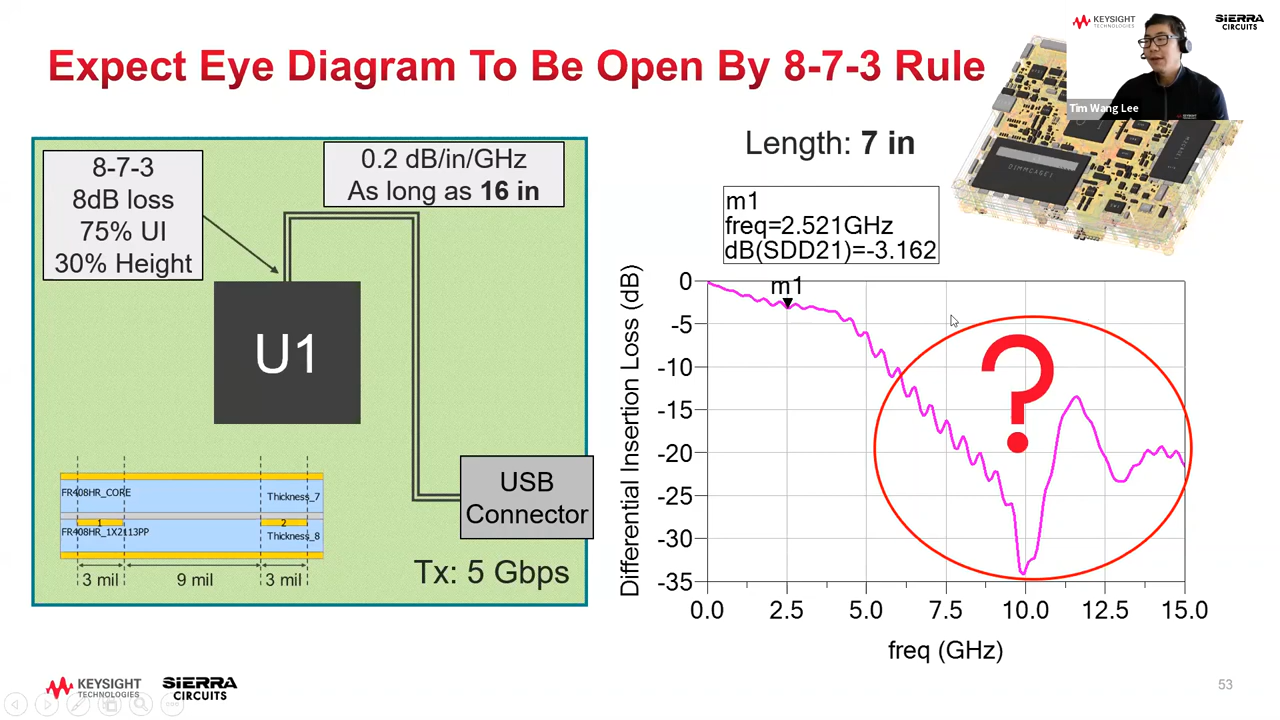 KEYSIGHT
TECHNOLOGIES
SIERRA
CIRCUITS
Tim Wang Lee
Expect Eye Diagram To Be Open By 8-7-3 Rule
8-7-3
8dB loss
75% UI
30% Height
0.2 dB/in/GHz
As long as 16 in
U1
USB
Connector
FR408HR_CORE
Thickness_7
1
2
FR408HR_1X2113PP
Thickness_8
3 mil
9 mil
3 mil
Tx: 5 Gbps
Length: 7 in
m1
freq=2.521GHz
dB(SDD21)=-3.162
m1
?
Differential Insertion Loss (dB)
0
-5
-10
-15
-20
-25
-30
-35
0.0 2.5 5.0 7.5 10.0 12.5 15.0
freq (GHz)
KEYSIGHT
TECHNOLOGIES
SIERRA
CIRCUITS
53